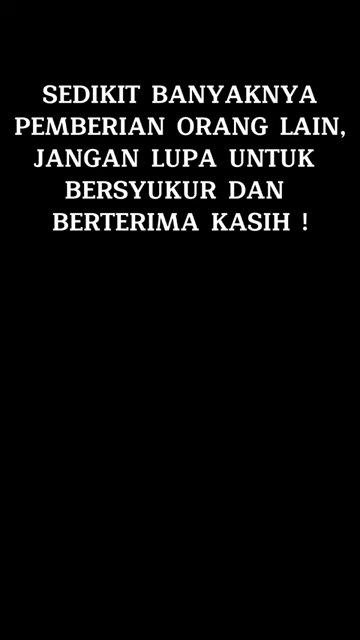 SEDIKIT BANYAKNYA
PEMBERIAN ORANG LAIN,
JANGAN LUPA UNTUK
BERSYUKUR DAN
BERTERIMA KASIH !